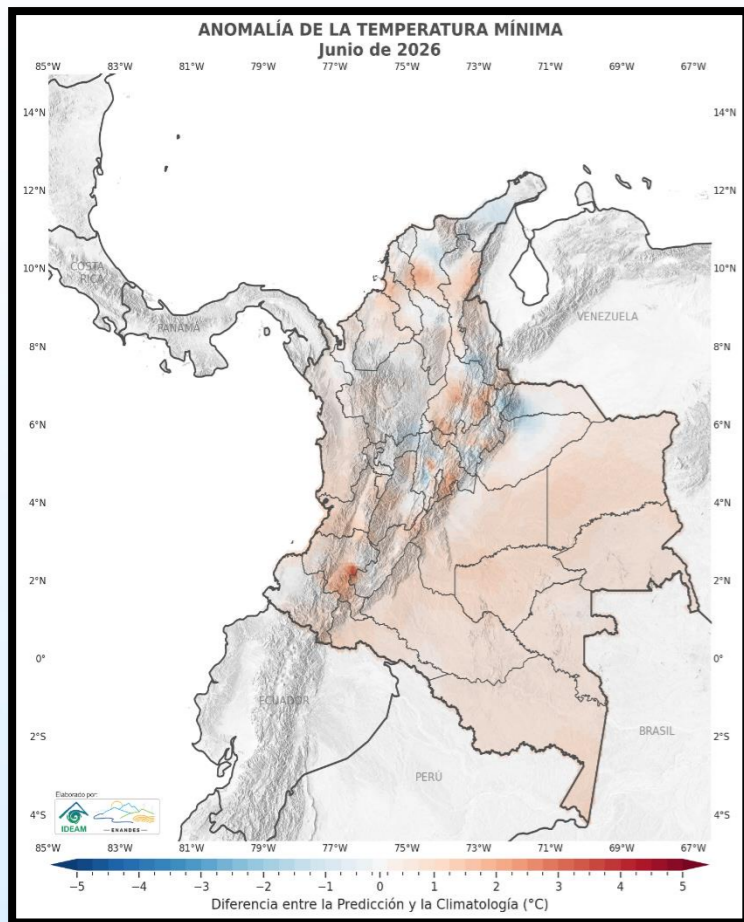 ANOMALÍA DE LA TEMPERATURA MÍNIMA
Junio de 2026
85°W 83°W 81°W 79°W 77°W 75°W 73°W 71°W 69°W 67°W
14°N 14°N
12°N 12°N
COSTA
RICA
10°N 10°N
PANAMÁ
VENEZUELA
8°N 8°N
6°N 6°N
4°N 4°N
2°N 2°N
0° 0°
ECUADOR
BRASIL
2°S 2°S
PERÚ
Elaborado por:
IDEAM
ENANDES
4°S 4°S
85°W 83°W 81°W 79°W 77°W 75°W 73°W 71°W 69°W 67°W
−5 −4 −3 −2 −1 0 1 2 3 4 5
Diferencia entre la Predicción y la Climatología (°C)